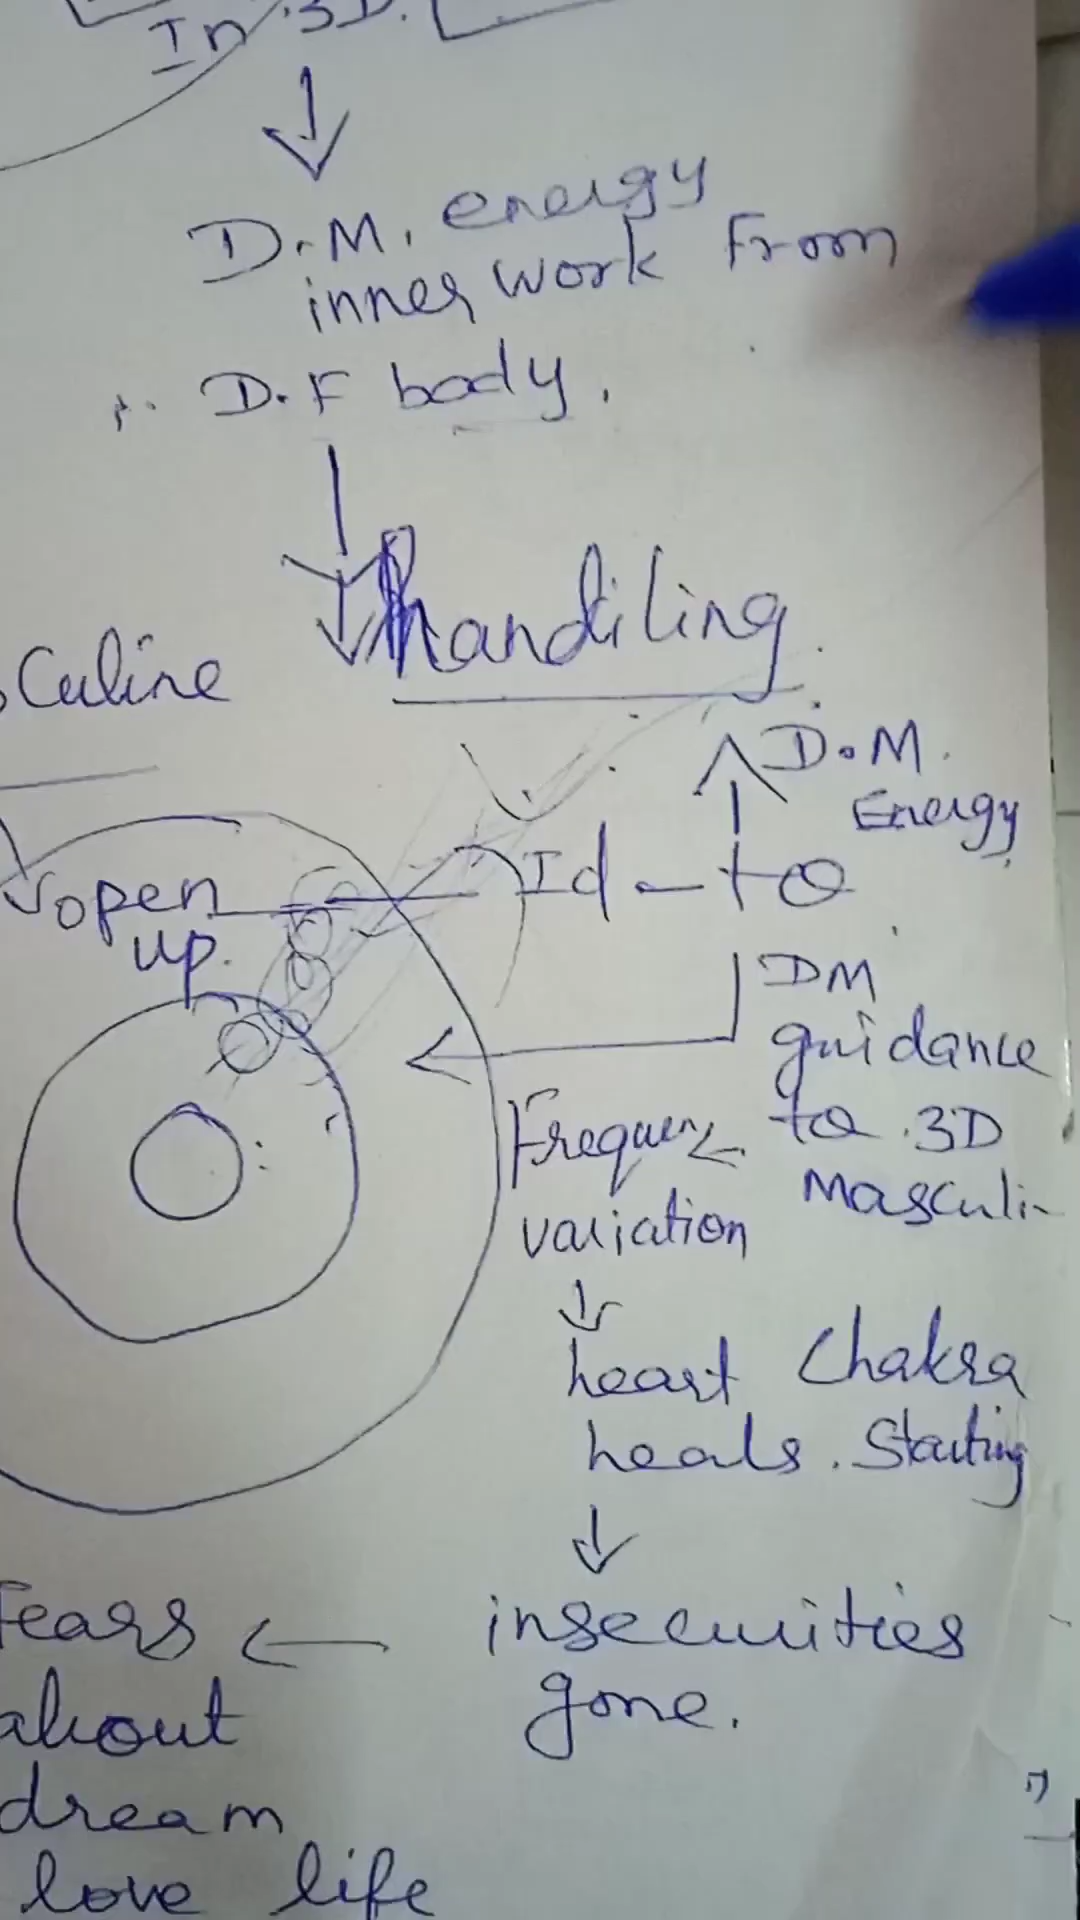 In 3D.
D.M. energy
inner work From
D.F body.
handiling
Culine
D.M.
Energy
open
up.
Id - to
DM
guidance
to 3D
Masculi
Frequen
variation
heart Chakra
heals. Starting
insecurities
gone.
Fears
about
dream
love life